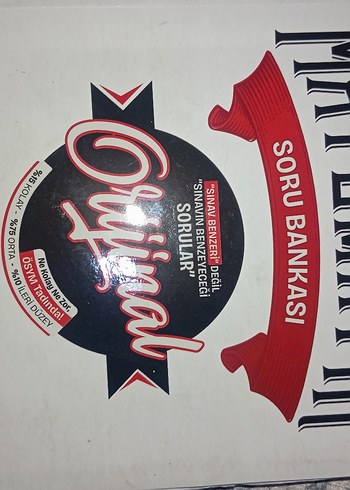 SORU BANKASI
"SINAV BENZERİ" DEĞİL
"SINAVIN BENZEYECEĞİ
SORULAR"
Orijinal
Ne Kolay Ne Zor,
ÖSYM Tadında!
%15 KOLAY - %75 ORTA - %10 İLERİ DÜZEY